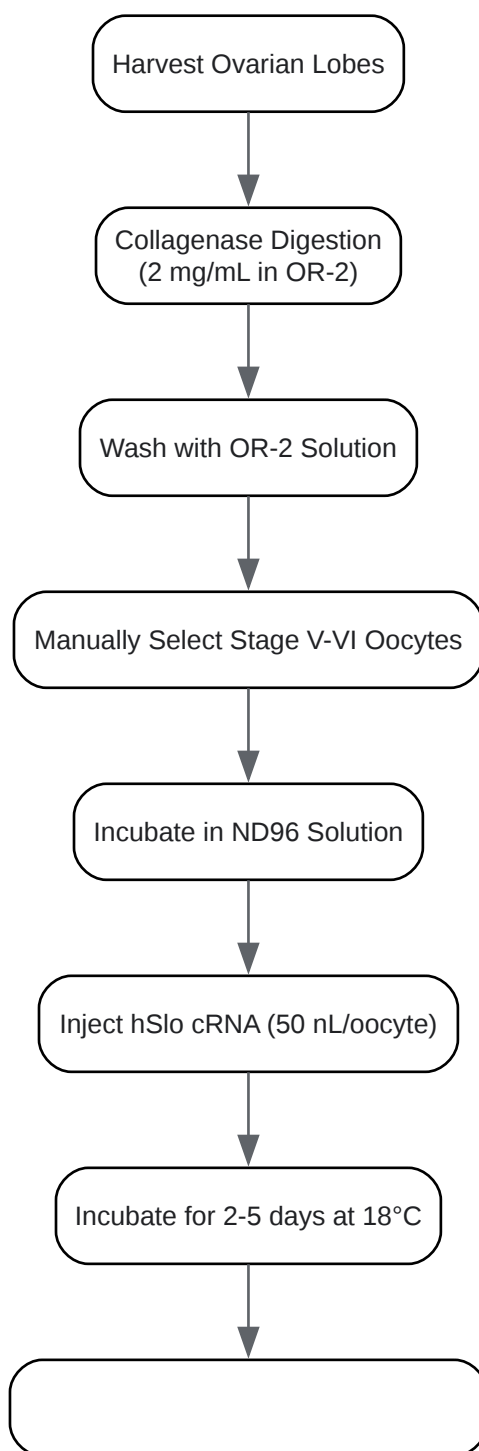 Harvest Ovarian Lobes
Collagenase Digestion
(2 mg/mL in OR-2)
Wash with OR-2 Solution
Manually Select Stage V-VI Oocytes
Incubate in ND96 Solution
Inject hSlo cRNA (50 nL/oocyte)
Incubate for 2-5 days at 18°C